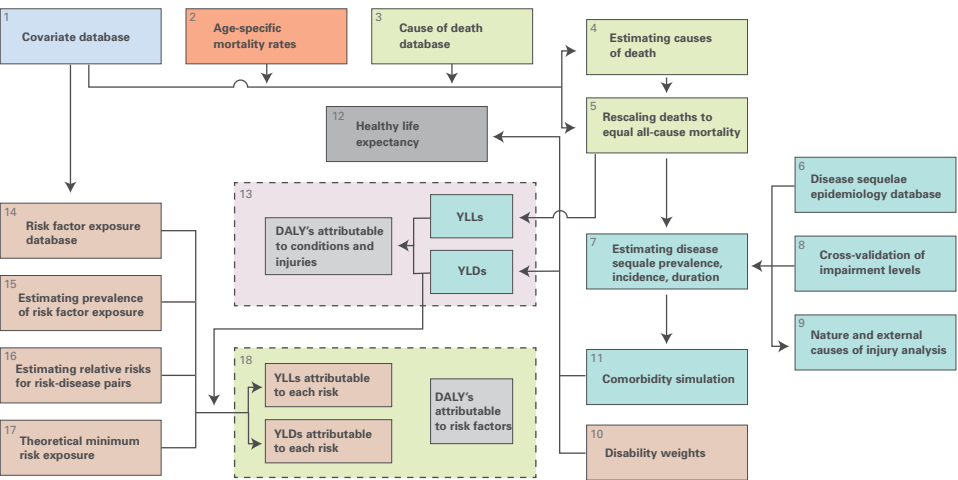 1
Covariate database
2
Age-specific
mortality rates
3
Cause of death
database
4
Estimating causes
of death
5
Rescaling deaths to
equal all-cause mortality
12
Healthy life
expectancy
6
Disease sequelae
epidemiology database
13
YLLs
DALY's attributable
to conditions and
injuries
YLDs
14
Risk factor exposure
database
7
Estimating disease
sequale prevalence,
incidence, duration
8
Cross-validation of
impairment levels
15
Estimating prevalence
of risk factor exposure
9
Nature and external
causes of injury analysis
16
Estimating relative risks
for risk-disease pairs
18
YLLs attributable
to each risk
DALY's
attributable
to risk factors
YLDs attributable
to each risk
11
Comorbidity simulation
17
Theoretical minimum
risk exposure
10
Disability weights